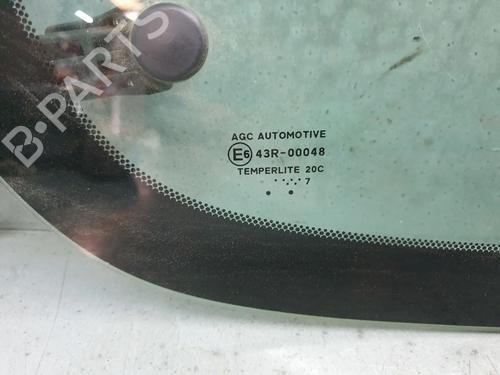 B-PARTS
AGC AUTOMOTIVE
E6 43R-00048
TEMPERLITE 20C
7